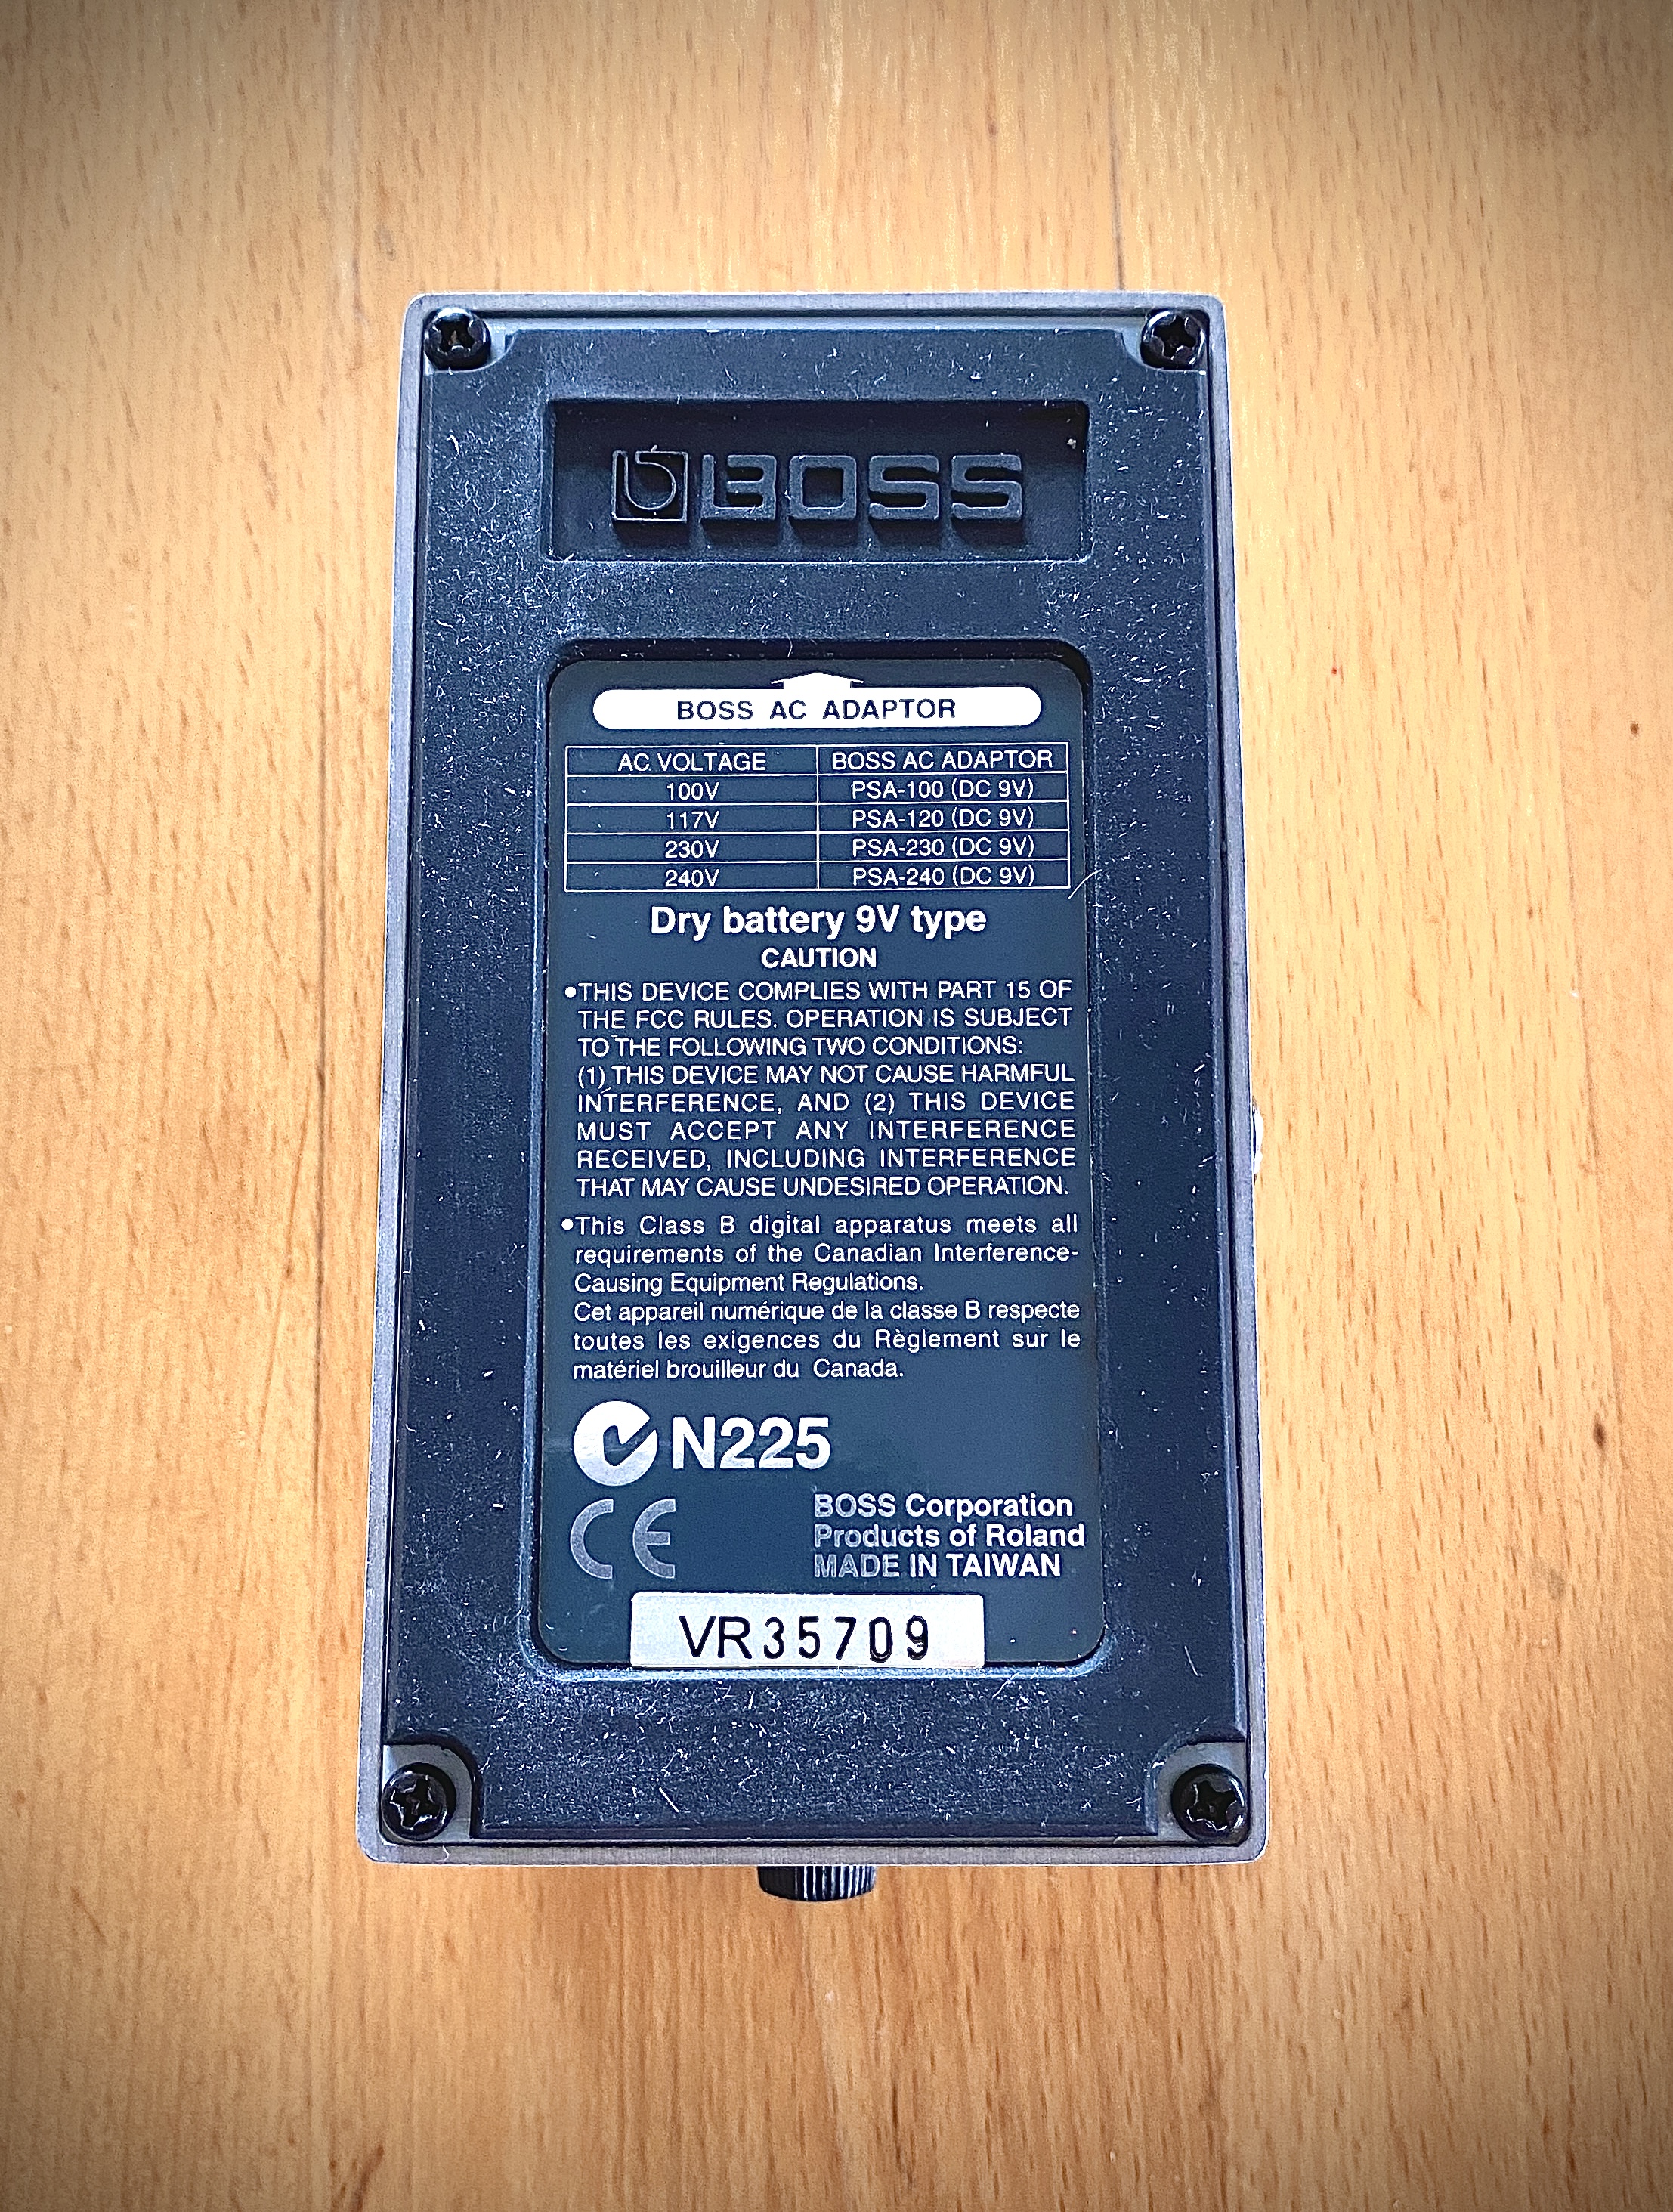 BOSS
BOSS AC ADAPTOR
AC VOLTAGE BOSS AC ADAPTOR
100V PSA-100 (DC 9V)
117V PSA-120 (DC 9V)
230V PSA-230 (DC 9V)
240V PSA-240 (DC 9V)
Dry battery 9V type
CAUTION
•THIS DEVICE COMPLIES WITH PART 15 OF
THE FCC RULES. OPERATION IS SUBJECT
TO THE FOLLOWING TWO CONDITIONS:
(1) THIS DEVICE MAY NOT CAUSE HARMFUL
INTERFERENCE, AND (2) THIS DEVICE
MUST ACCEPT ANY INTERFERENCE
RECEIVED, INCLUDING INTERFERENCE
THAT MAY CAUSE UNDESIRED OPERATION.
•This Class B digital apparatus meets all
requirements of the Canadian Interference-
Causing Equipment Regulations.
Cet appareil numérique de la classe B respecte
toutes les exigences du Règlement sur le
matériel brouilleur du Canada.
N225
CE
BOSS Corporation
Products of Roland
MADE IN TAIWAN
VR35709